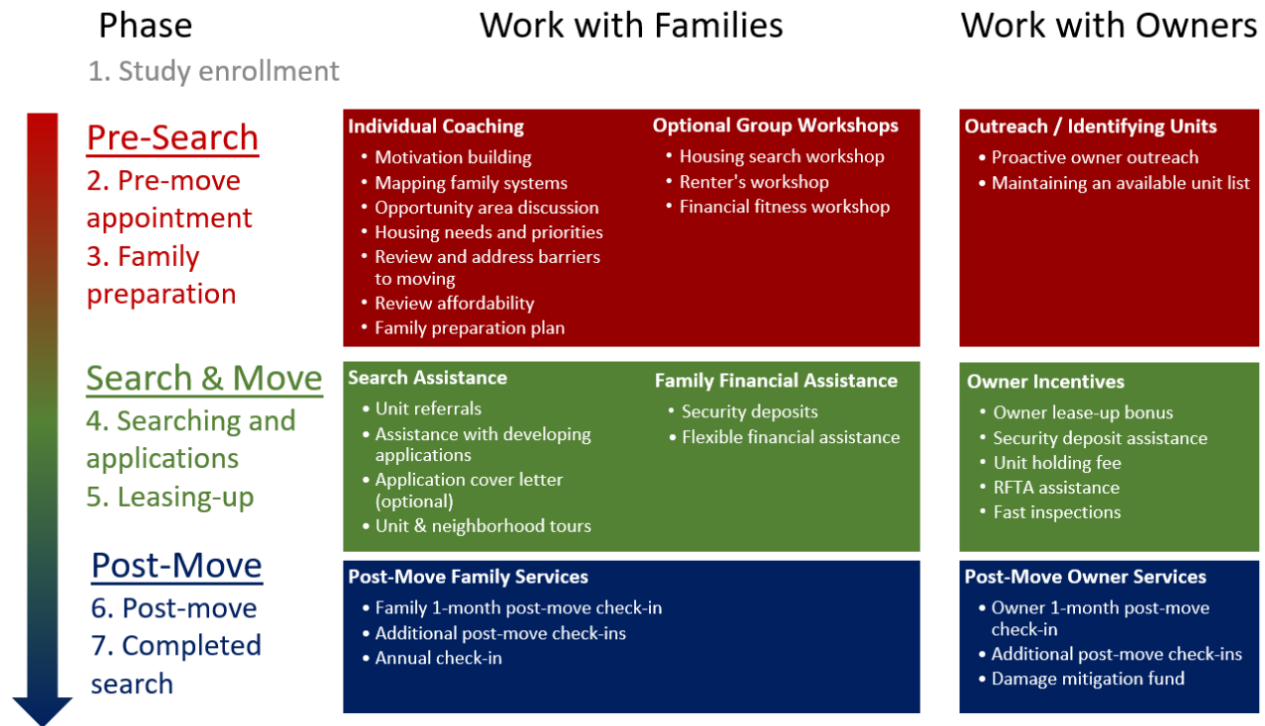 Phase
Work with Families
Work with Owners
1. Study enrollment
Pre-Search
2. Pre-move
appointment
3. Family
preparation
Individual Coaching
• Motivation building
• Mapping family systems
• Opportunity area discussion
• Housing needs and priorities
• Review and address barriers
to moving
• Review affordability
• Family preparation plan
Optional Group Workshops
• Housing search workshop
• Renter's workshop
• Financial fitness workshop
Outreach / Identifying Units
• Proactive owner outreach
• Maintaining an available unit list
Search & Move
4. Searching and
applications
5. Leasing-up
Search Assistance
• Unit referrals
• Assistance with developing
applications
• Application cover letter
(optional)
• Unit & neighborhood tours
Family Financial Assistance
• Security deposits
• Flexible financial assistance
Owner Incentives
• Owner lease-up bonus
• Security deposit assistance
• Unit holding fee
• RFTA assistance
• Fast inspections
Post-Move
6. Post-move
7. Completed
search
Post-Move Family Services
• Family 1-month post-move check-in
• Additional post-move check-ins
• Annual check-in
Post-Move Owner Services
• Owner 1-month post-move
check-in
• Additional post-move check-ins
• Damage mitigation fund